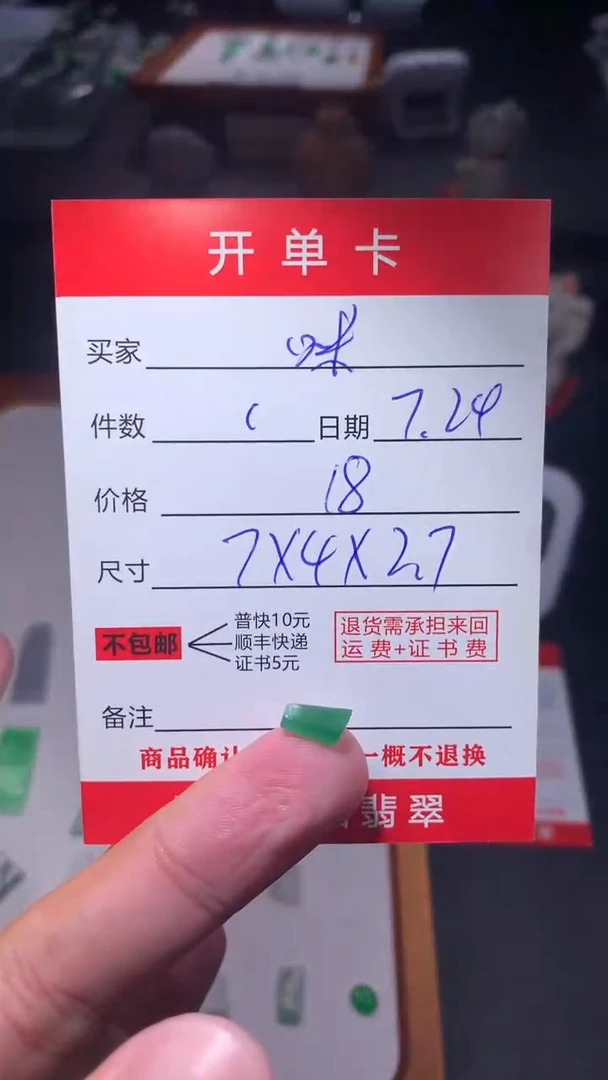 开单卡
买家 味
件数 日期 7.24
价格 18
尺寸 7X4X2.7
不包邮
普快10元
顺丰快递
证书5元
退货需承担来回
运费+证书费
备注
商品确认 一概不退换
翡翠